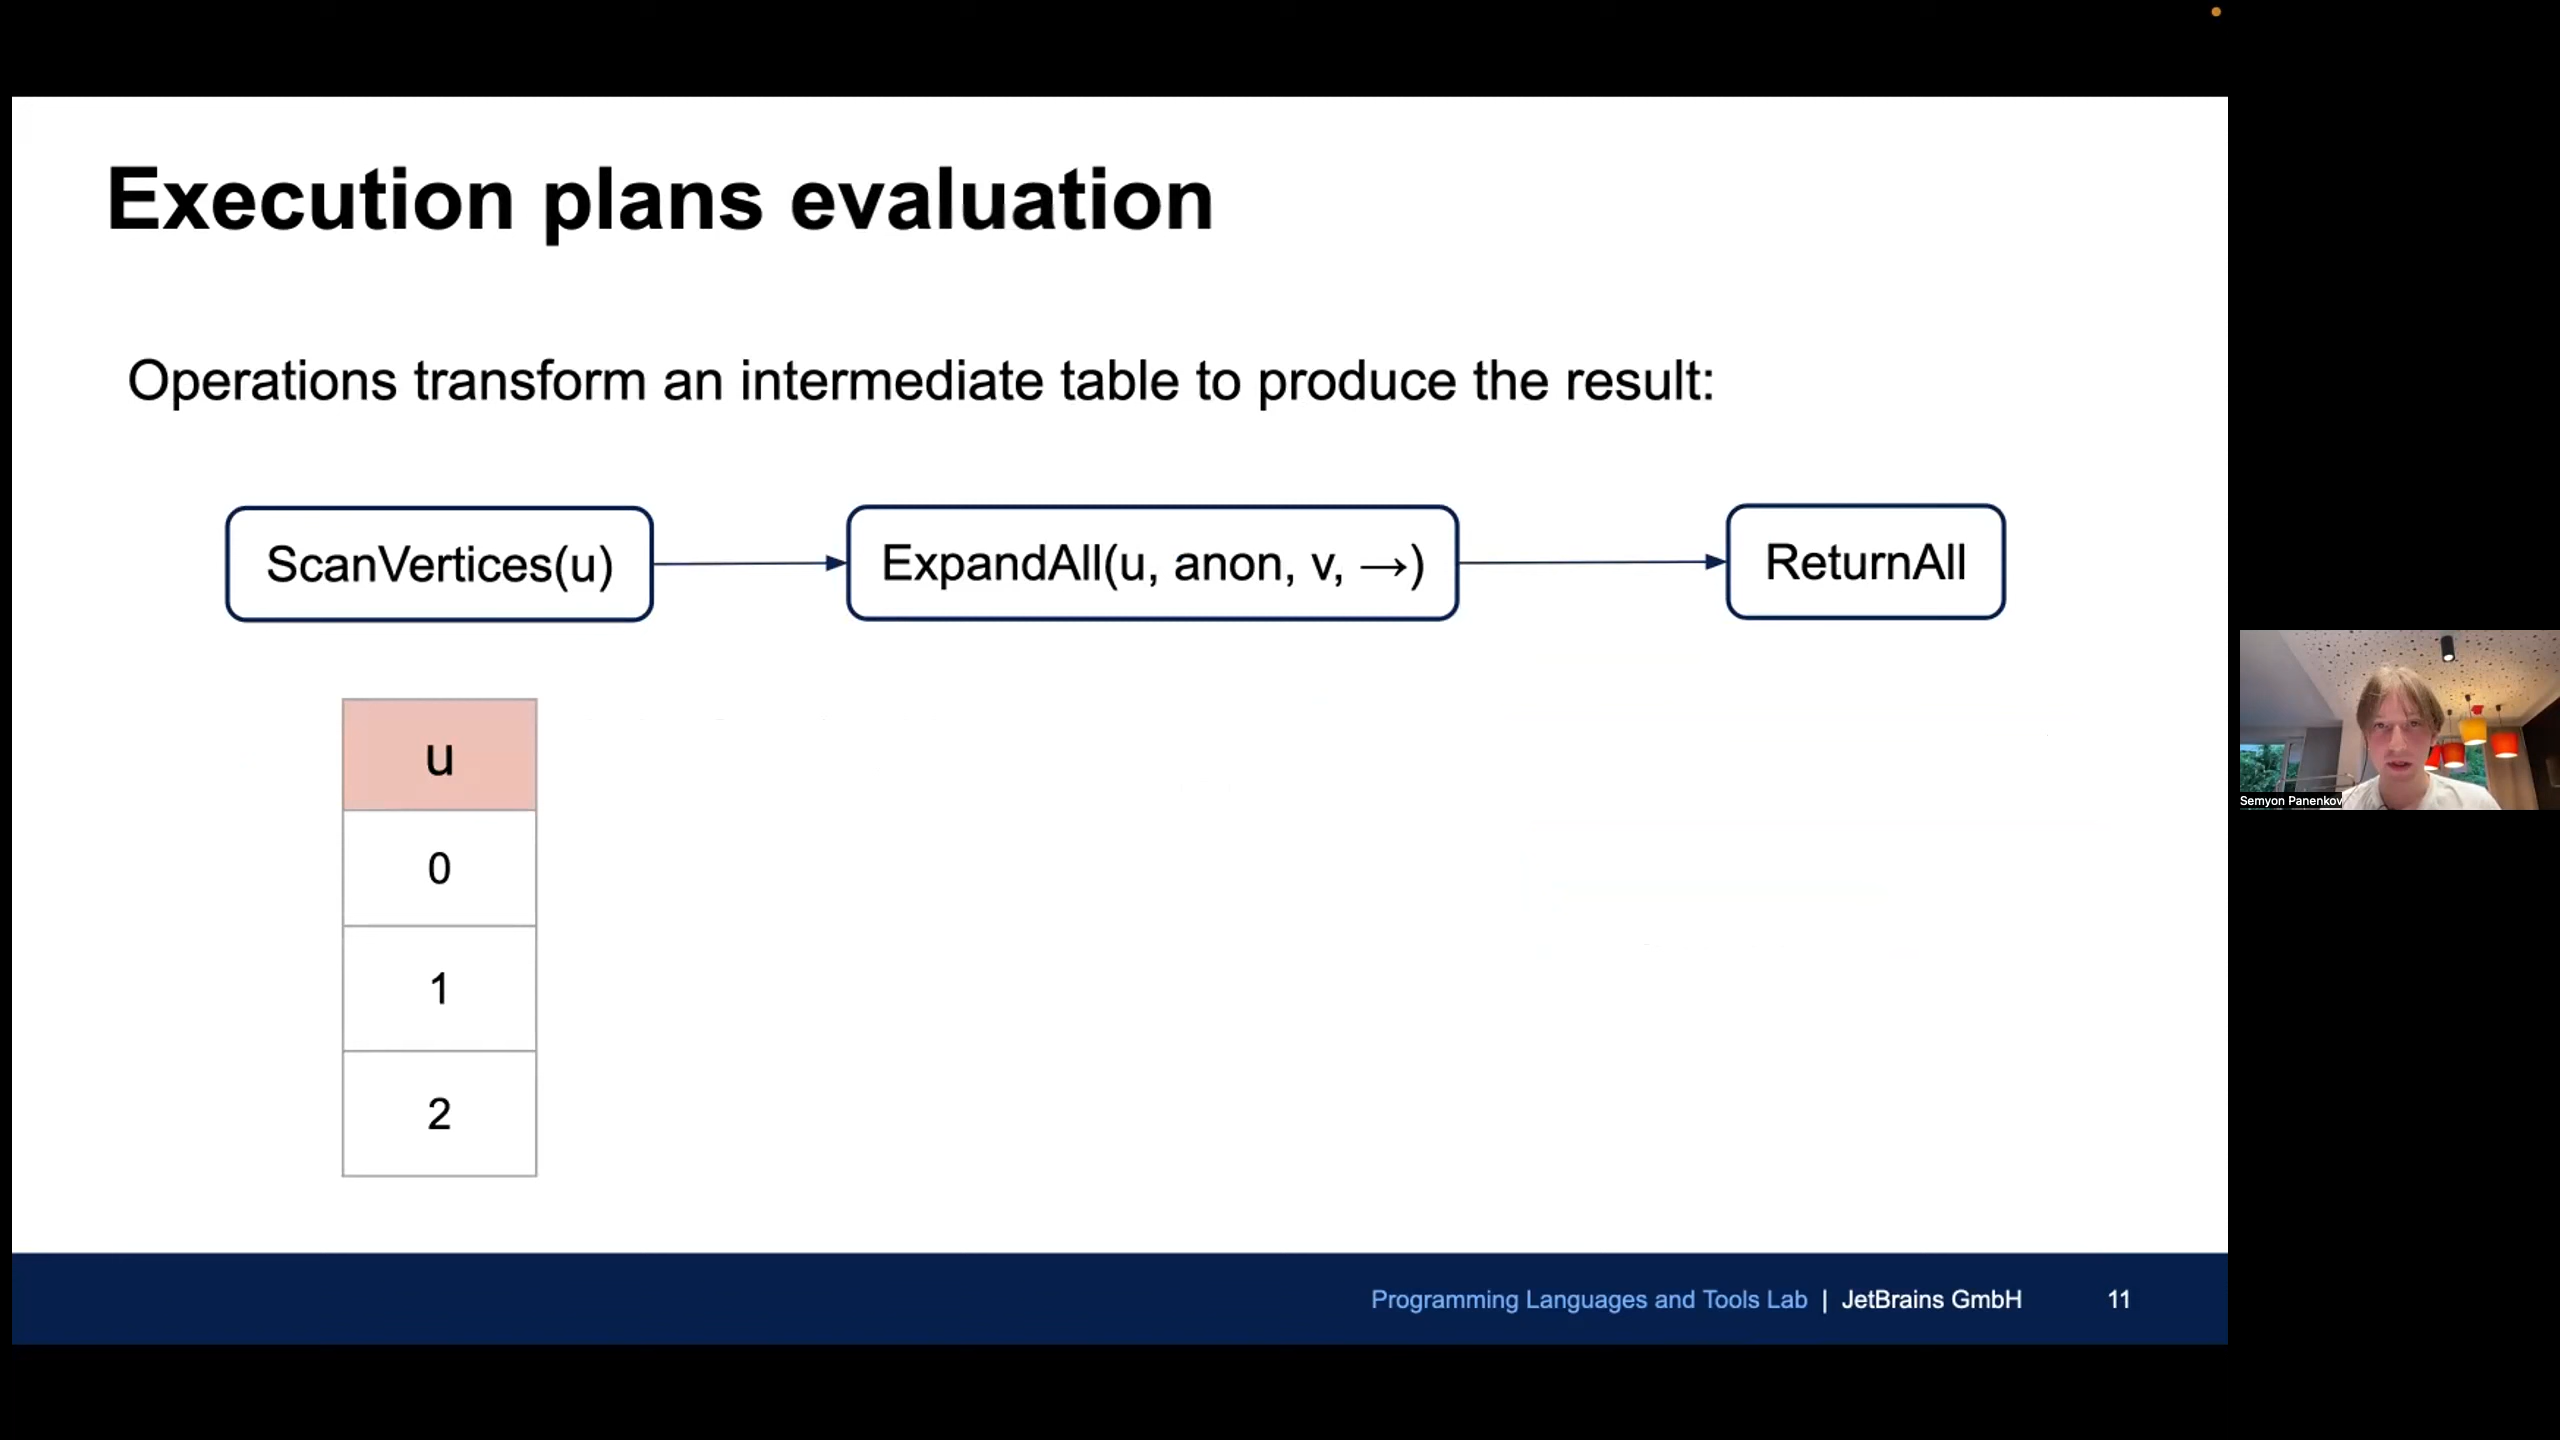 Execution plans evaluation
Operations transform an intermediate table to produce the result:
ScanVertices(u)
ExpandAll(u, anon, v, →)
ReturnAll
u
0
1
2
Semyon Panenkov
Programming Languages and Tools Lab | JetBrains GmbH
11